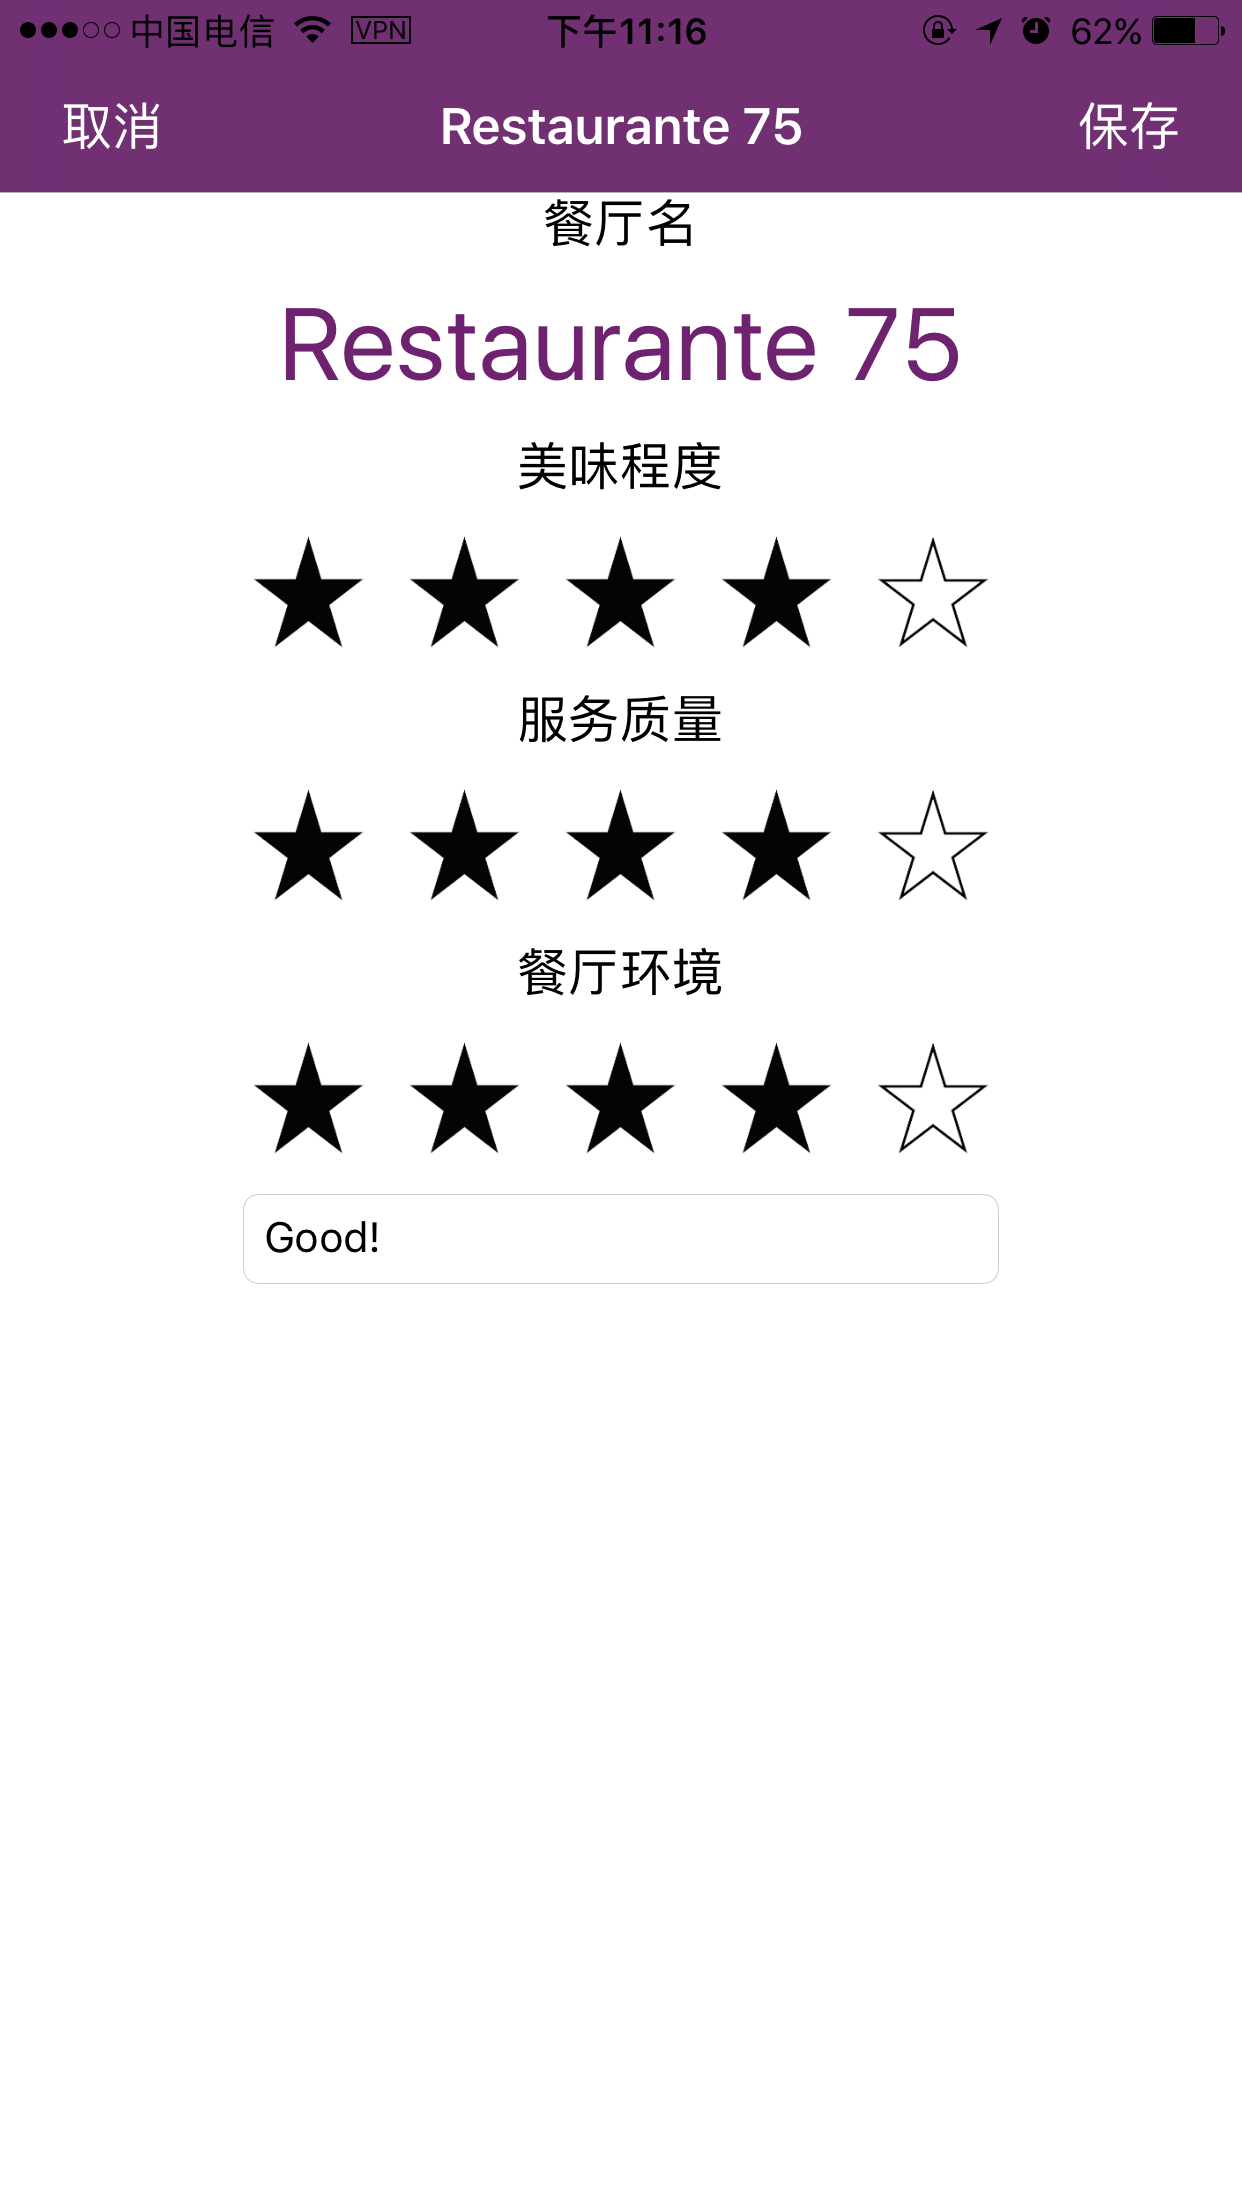 中国电信 VPN 下午11:16 62%
取消 Restaurante 75 保存
餐厅名
Restaurante 75
美味程度
服务质量
餐厅环境
Good!